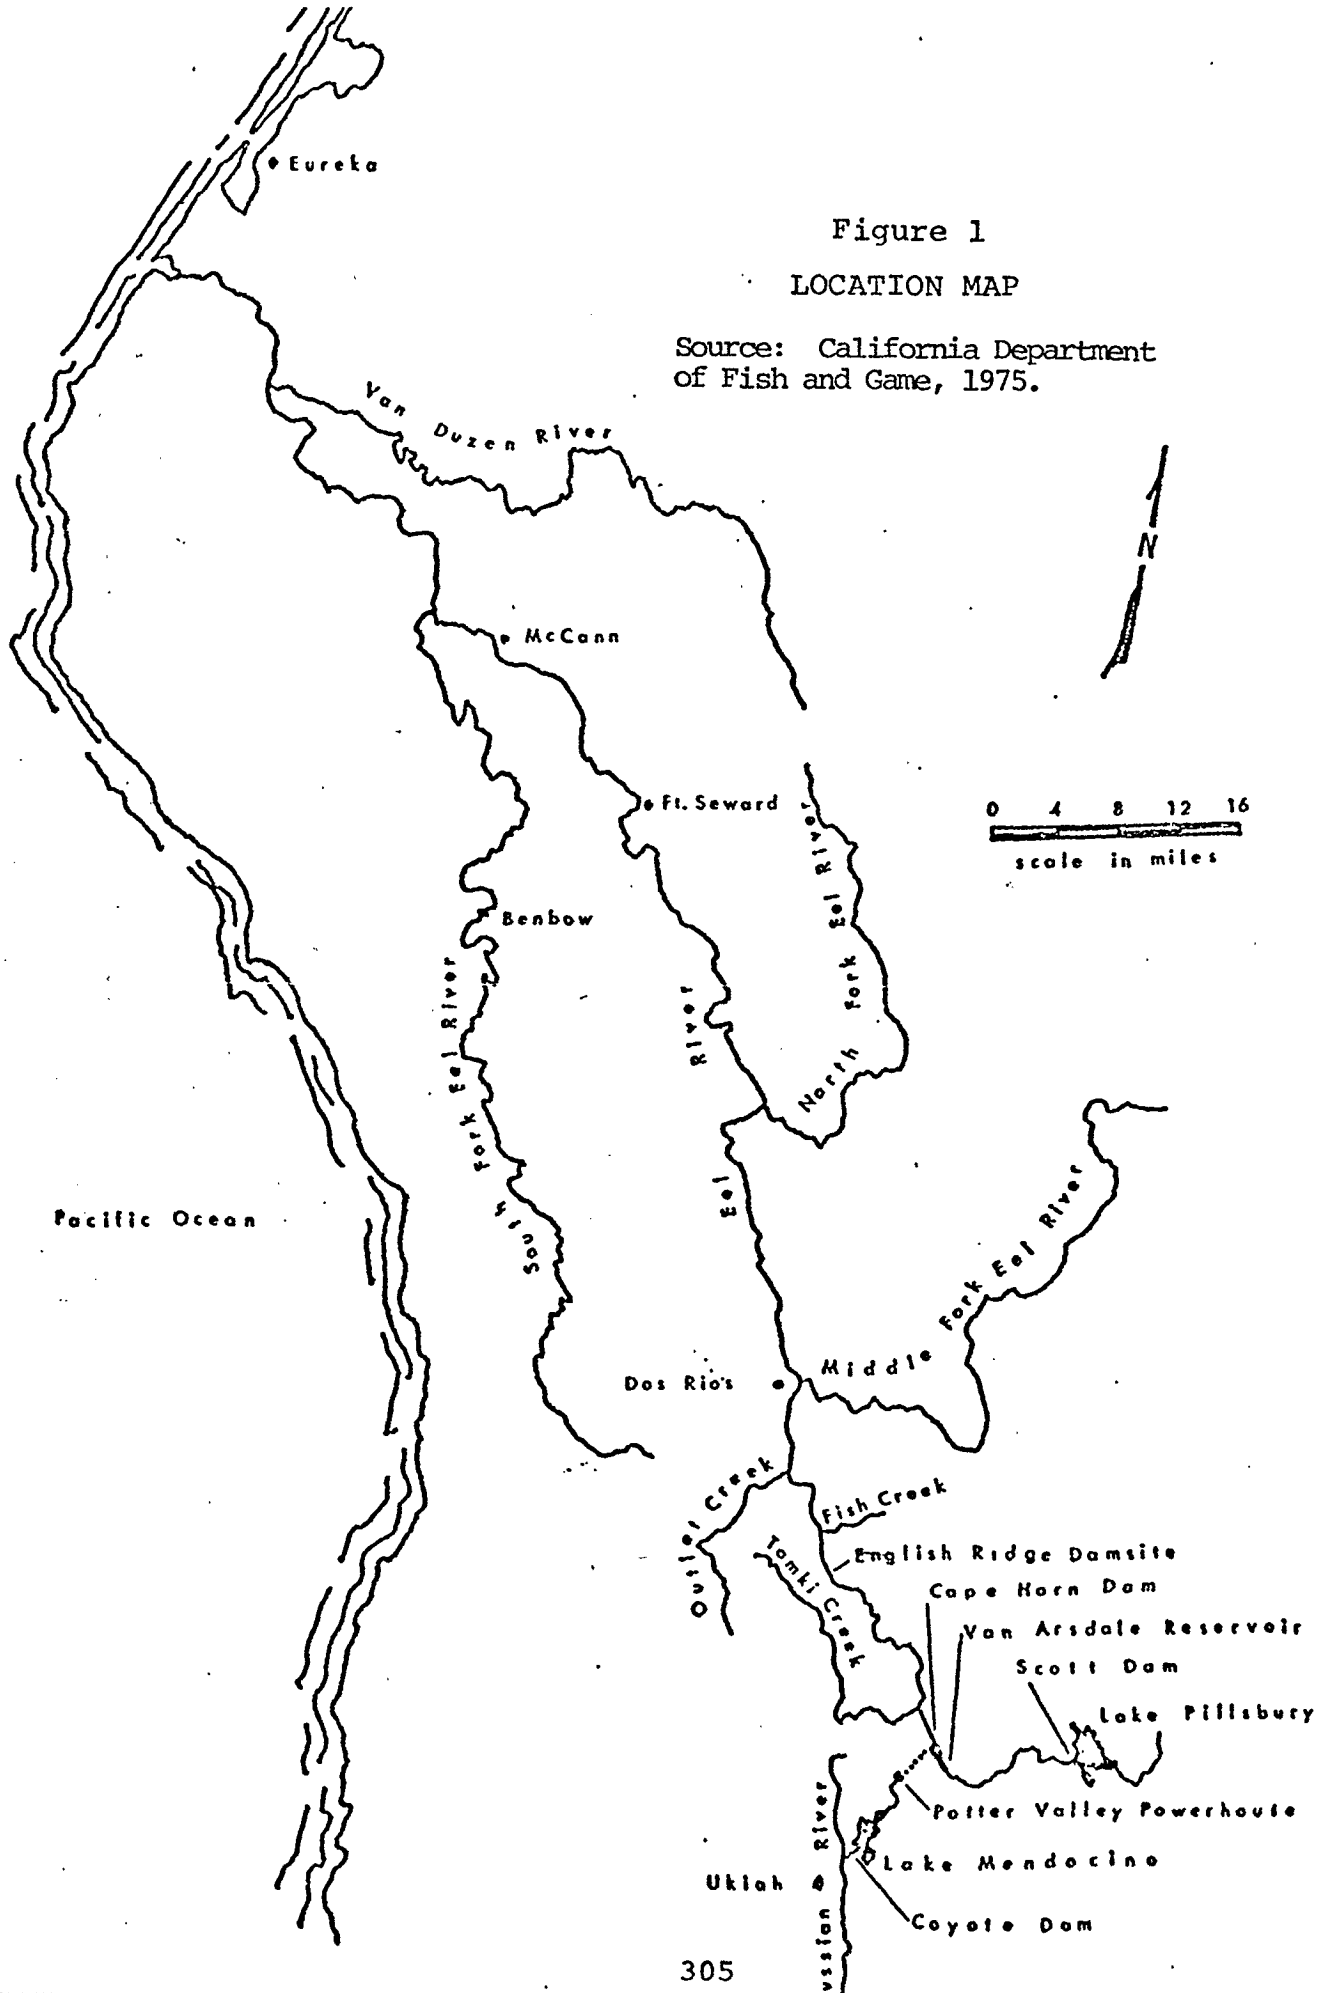 Eureka
Figure 1
LOCATION MAP
Source: California Department
of Fish and Game, 1975.
Van Duzen River
N
McCann
Ft. Seward
0 4 8 12 16
scale in miles
North Fork Eel River
Benbow
South Fork Eel River
Eel River
Pacific Ocean
Middle Fork Eel River
Dos Rios
Outlet Creek
Fish Creek
Tomki Creek
English Ridge Damsite
Cape Horn Dam
Van Arsdale Reservoir
Scott Dam
Lake Pillsbury
Potter Valley Powerhouse
Lake Mendocino
Ukiah
ussian River
Coyote Dam
305